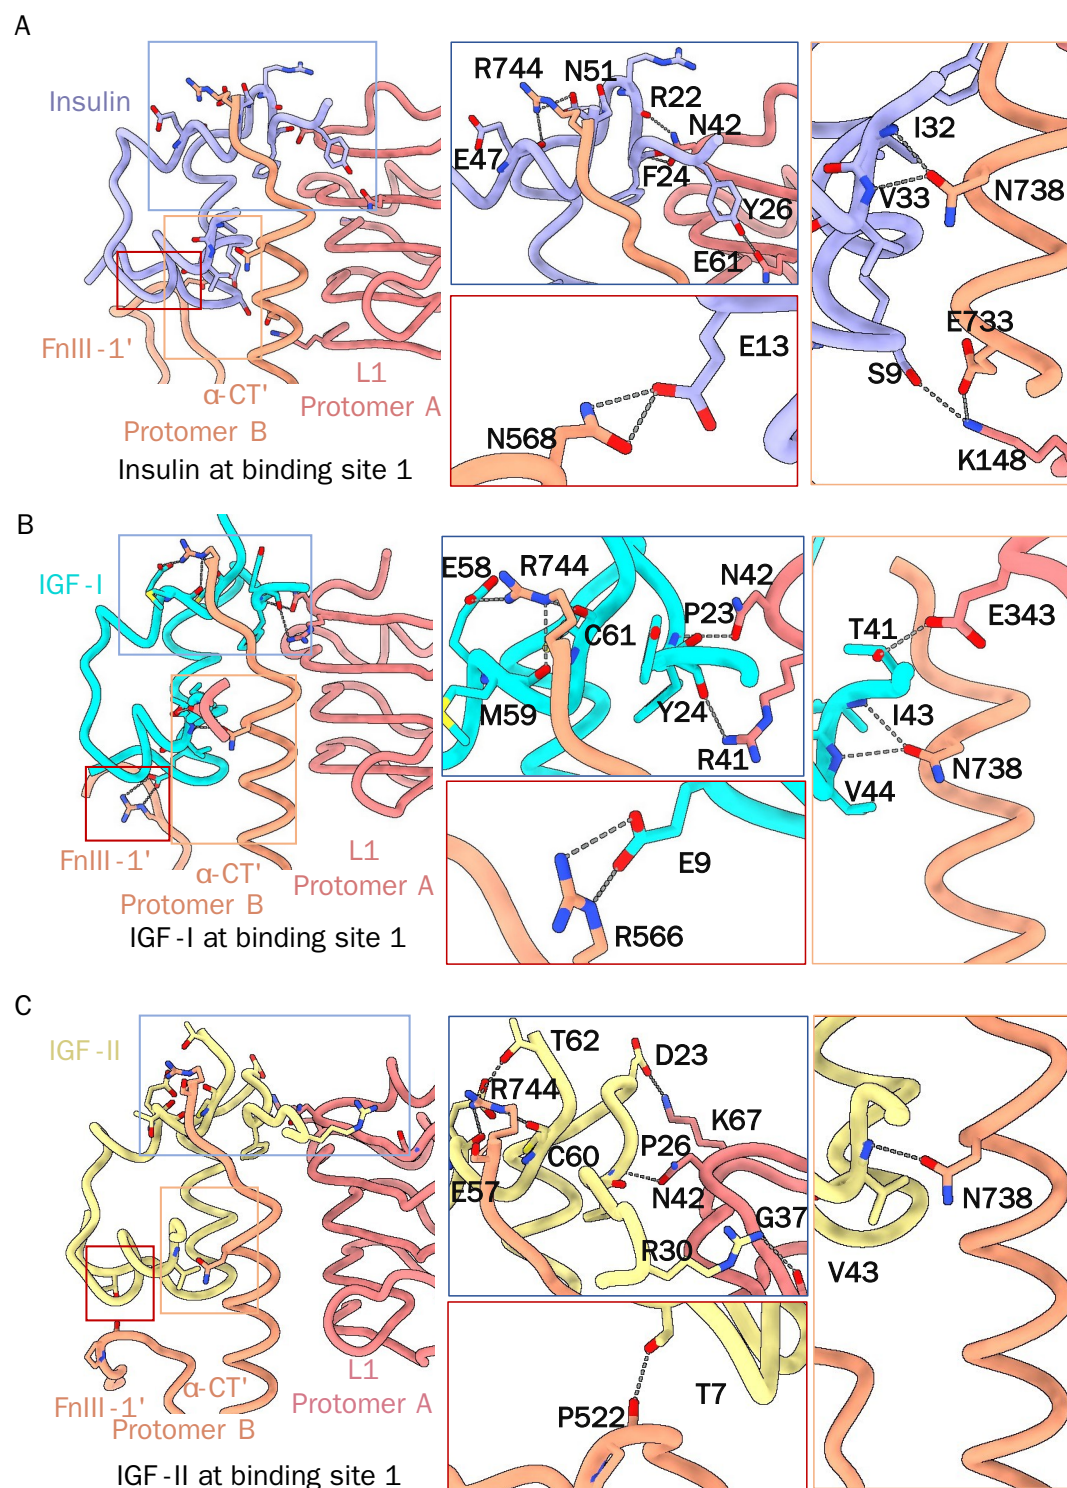 A
Insulin
FnIII-1'
α-CT'
Protomer B
L1
Protomer A
Insulin at binding site 1
R744
N51
R22
N42
E47
F24
Y26
E61
E13
N568
I32
V33
N738
E733
S9
K148
B
IGF-I
FnIII-1'
α-CT'
Protomer B
L1
Protomer A
IGF-I at binding site 1
E58
R744
N42
P23
C61
M59
Y24
R41
E9
R566
E343
T41
I43
N738
V44
C
IGF-II
FnIII-1'
α-CT'
Protomer B
L1
Protomer A
IGF-II at binding site 1
T62
D23
R744
K67
C60
P26
E57
N42
G37
R30
T7
P522
N738
V43